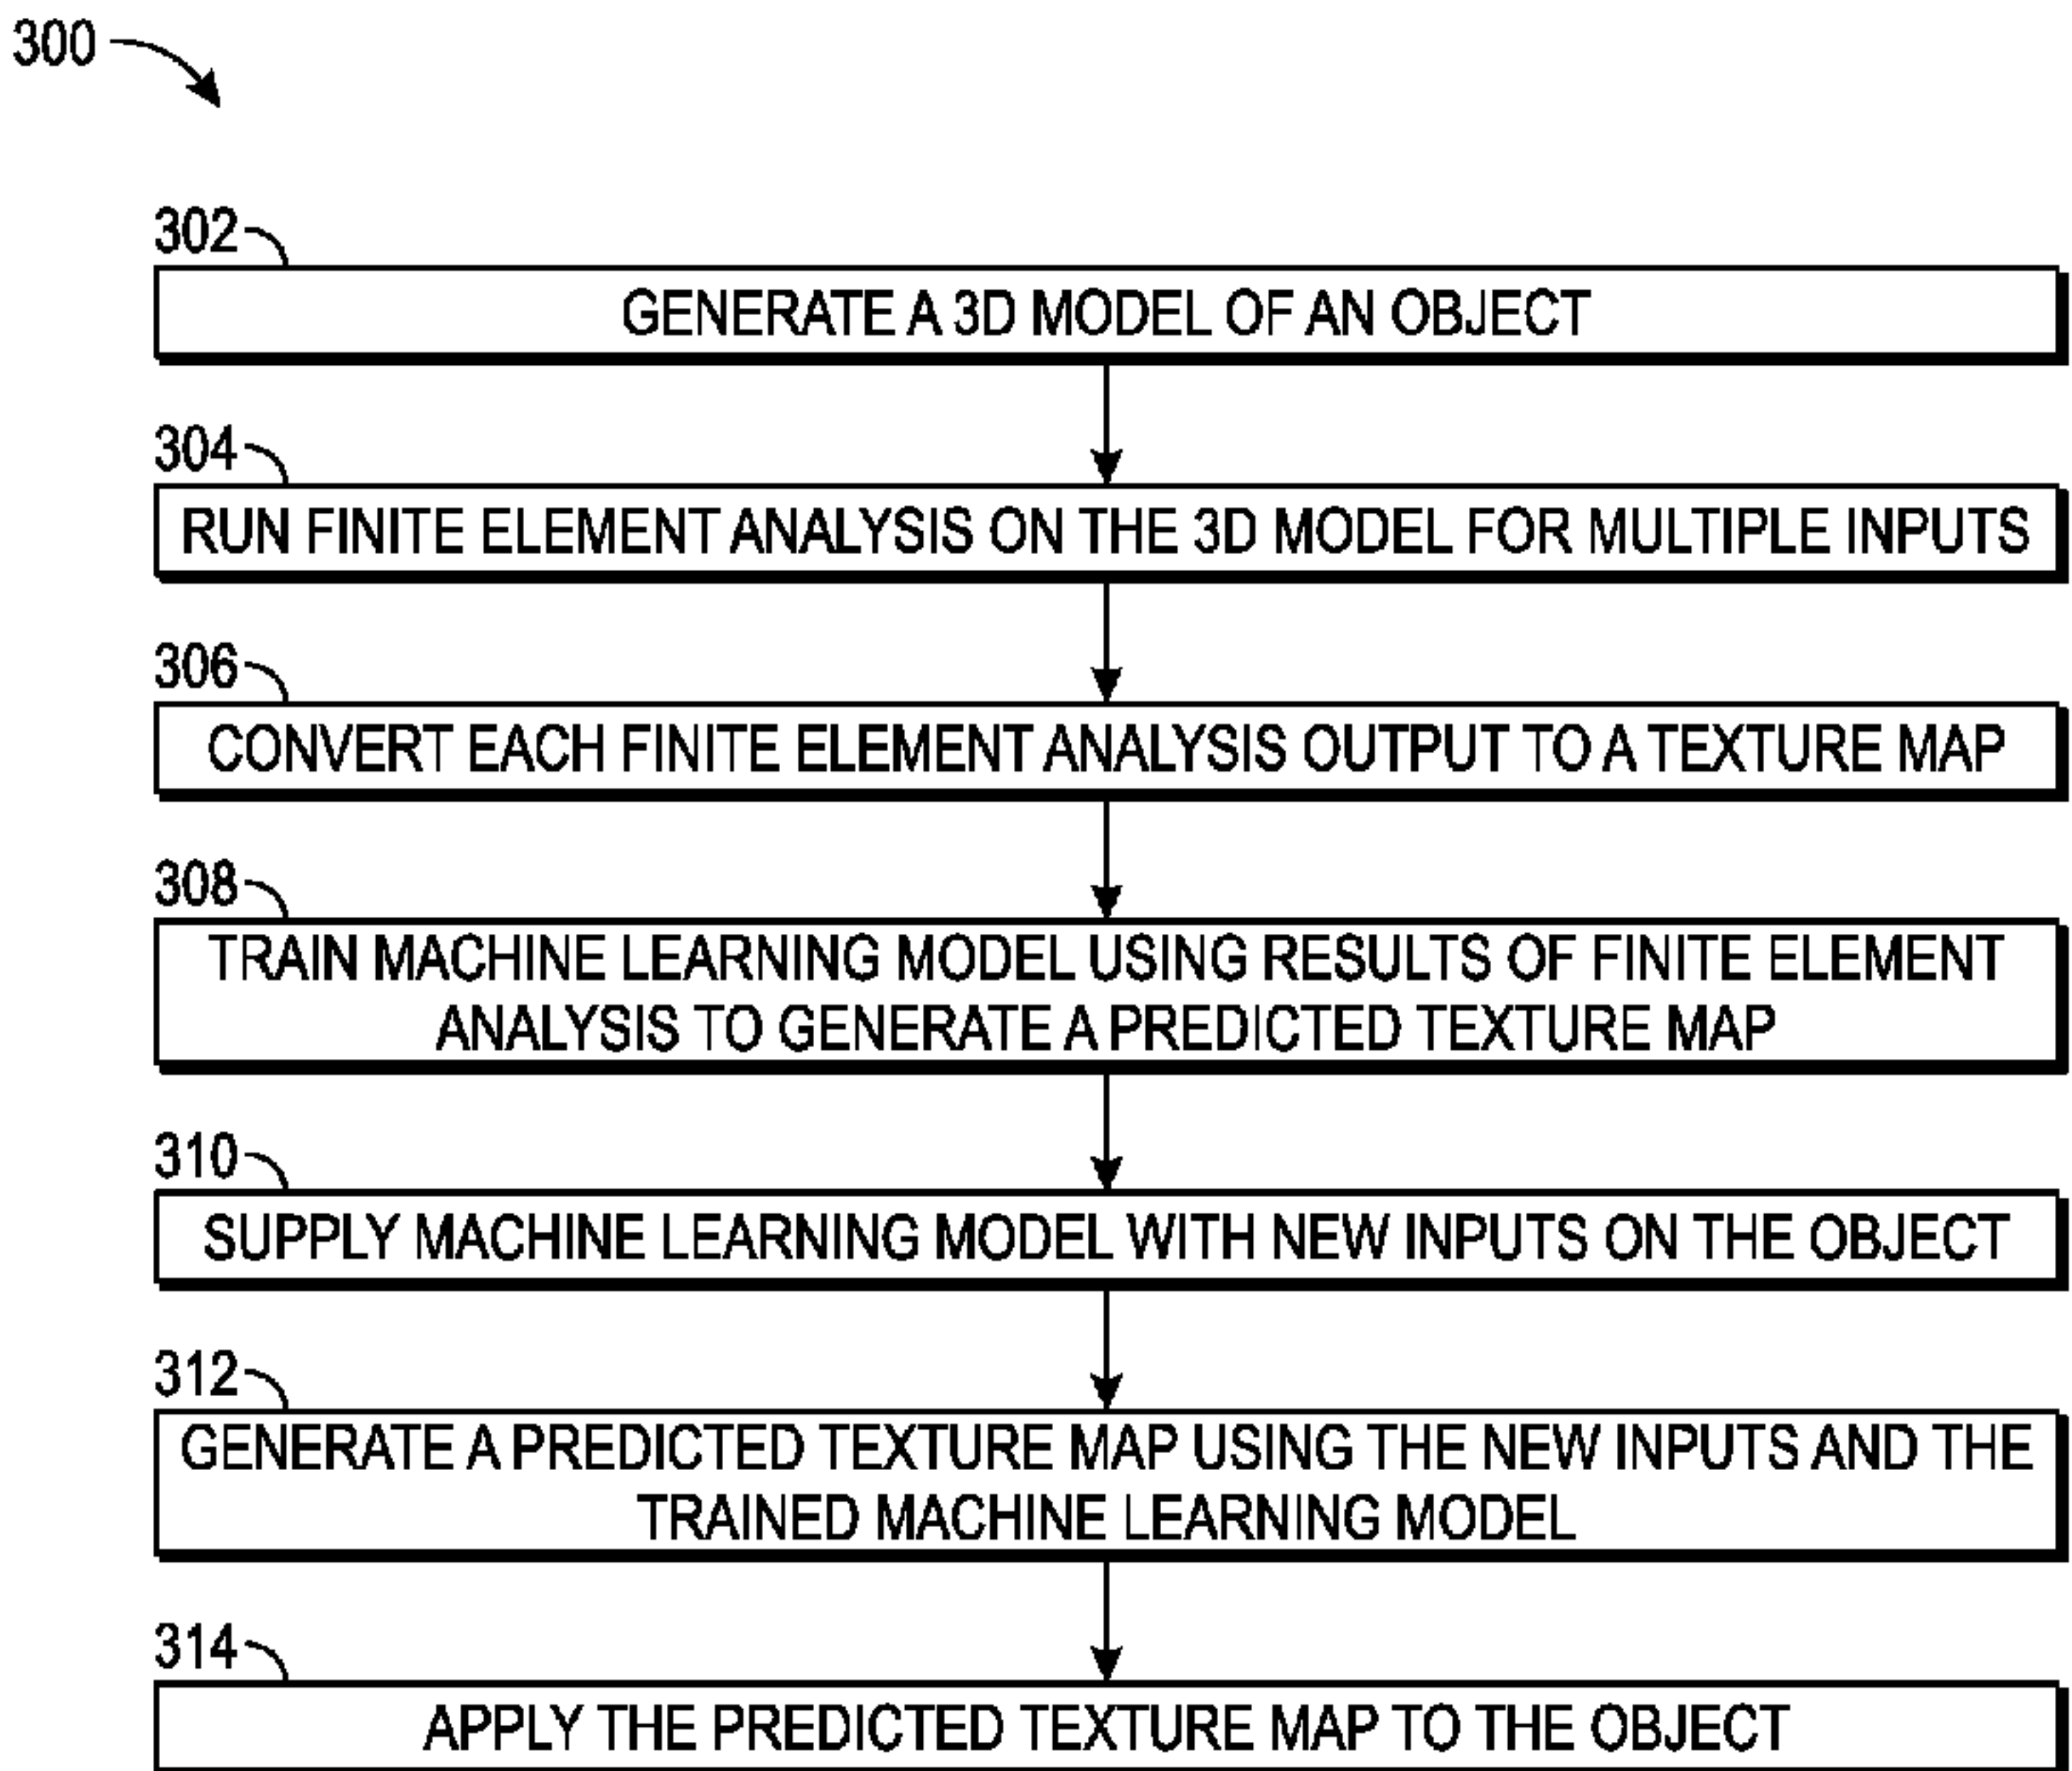 300
302
GENERATE A 3D MODEL OF AN OBJECT
304
RUN FINITE ELEMENT ANALYSIS ON THE 3D MODEL FOR MULTIPLE INPUTS
306
CONVERT EACH FINITE ELEMENT ANALYSIS OUTPUT TO A TEXTURE MAP
308
TRAIN MACHINE LEARNING MODEL USING RESULTS OF FINITE ELEMENT
ANALYSIS TO GENERATE A PREDICTED TEXTURE MAP
310
SUPPLY MACHINE LEARNING MODEL WITH NEW INPUTS ON THE OBJECT
312
GENERATE A PREDICTED TEXTURE MAP USING THE NEW INPUTS AND THE
TRAINED MACHINE LEARNING MODEL
314
APPLY THE PREDICTED TEXTURE MAP TO THE OBJECT